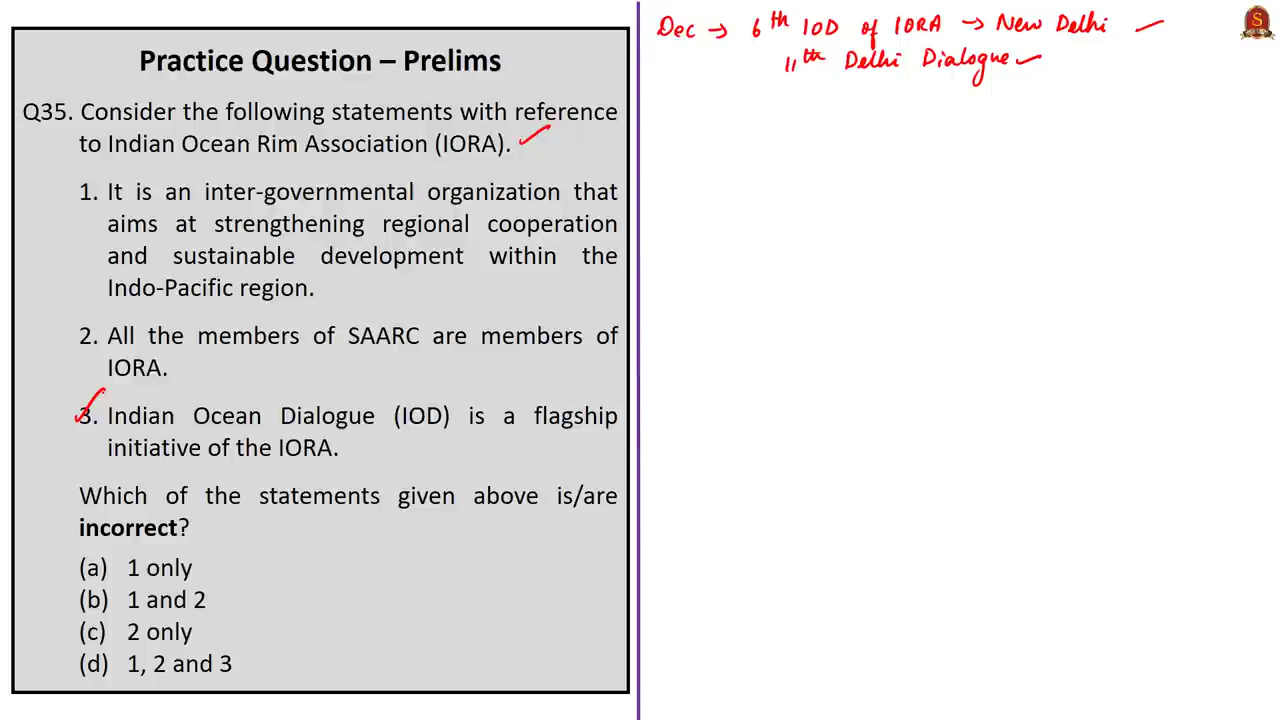 Practice Question – Prelims
Q35. Consider the following statements with reference
to Indian Ocean Rim Association (IORA).
1. It is an inter-governmental organization that
aims at strengthening regional cooperation
and sustainable development within the
Indo-Pacific region.
2. All the members of SAARC are members of
IORA.
3. Indian Ocean Dialogue (IOD) is a flagship
initiative of the IORA.
Which of the statements given above is/are
incorrect?
(a) 1 only
(b) 1 and 2
(c) 2 only
(d) 1, 2 and 3
Dec → 6th IOD of IORA → New Delhi
11th Delhi Dialogue
S